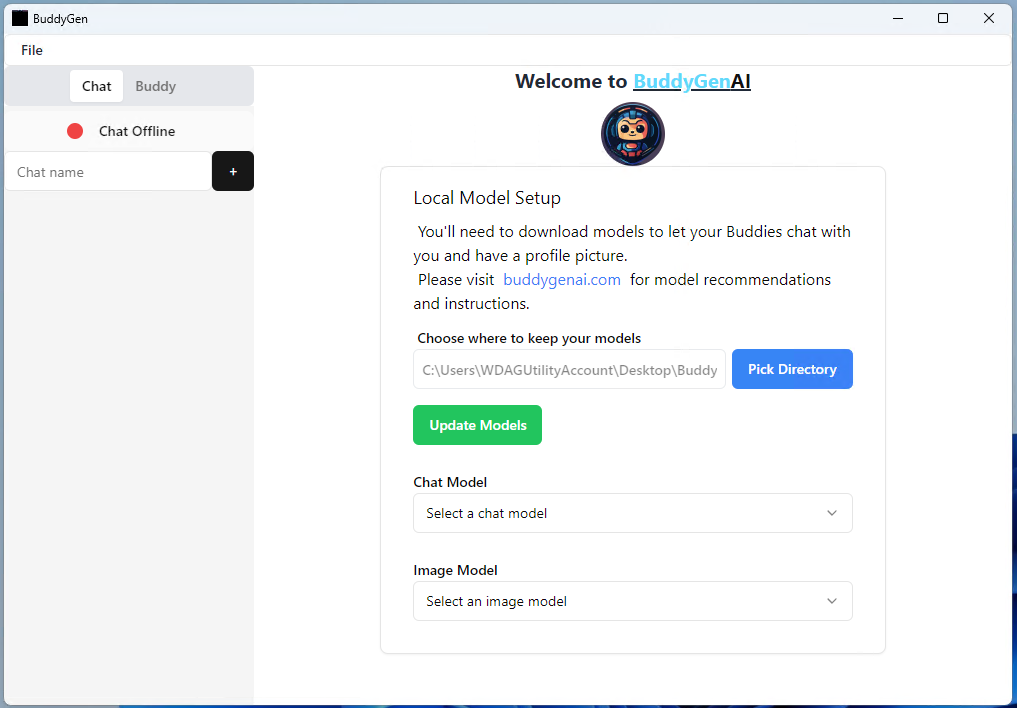 BuddyGen
File
Chat Buddy
Chat Offline
Chat name
+
Welcome to BuddyGenAI
Local Model Setup
You'll need to download models to let your Buddies chat with
you and have a profile picture.
Please visit buddygenai.com for model recommendations
and instructions.
Choose where to keep your models
C:\Users\WDAGUtilityAccount\Desktop\Buddy
Pick Directory
Update Models
Chat Model
Select a chat model
Image Model
Select an image model